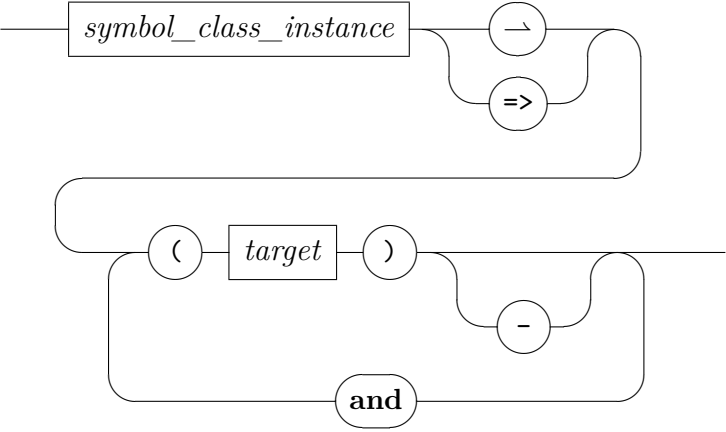 symbol_class_instance ⇀
=>
( target )
-
and